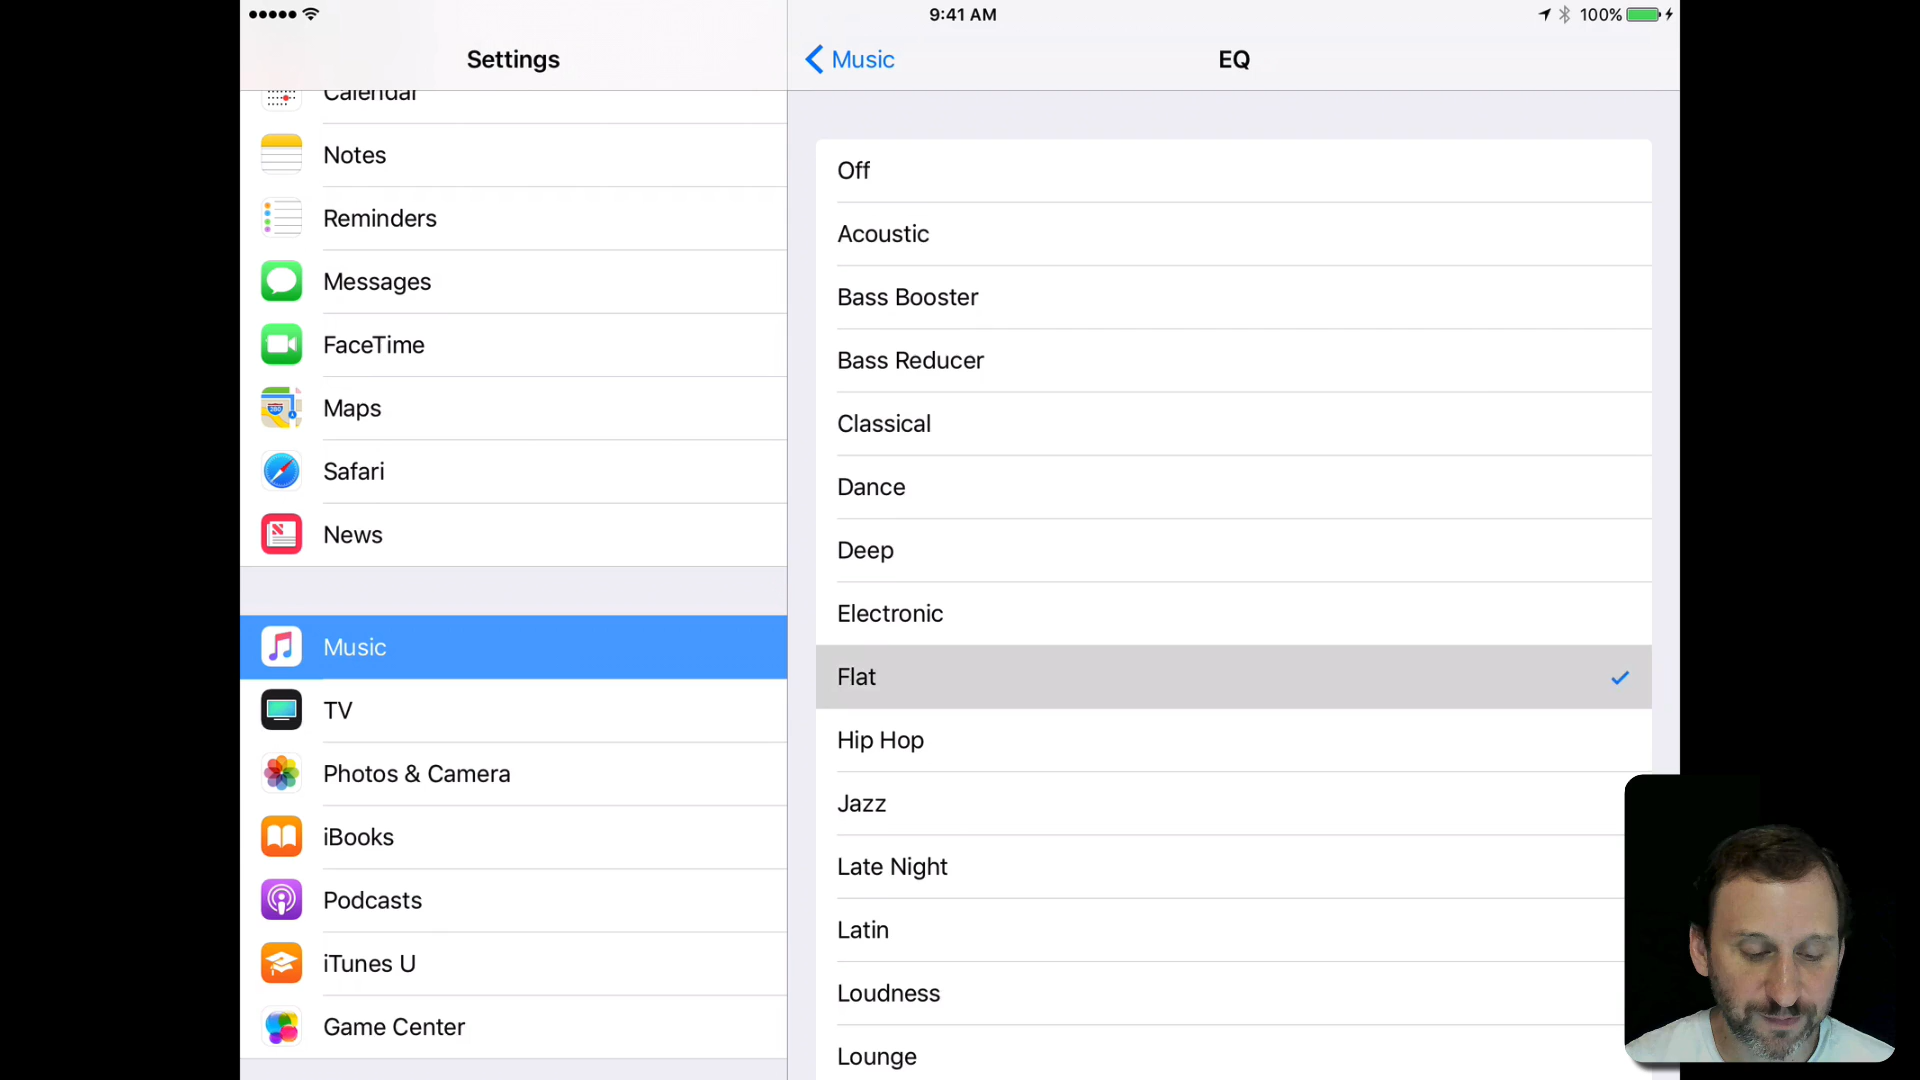 9:41 AM
100%
Settings
Calendar
Notes
Reminders
Messages
FaceTime
Maps
Safari
News
Music
TV
Photos & Camera
iBooks
Podcasts
iTunes U
Game Center
Music
EQ
Off
Acoustic
Bass Booster
Bass Reducer
Classical
Dance
Deep
Electronic
Flat
Hip Hop
Jazz
Late Night
Latin
Loudness
Lounge